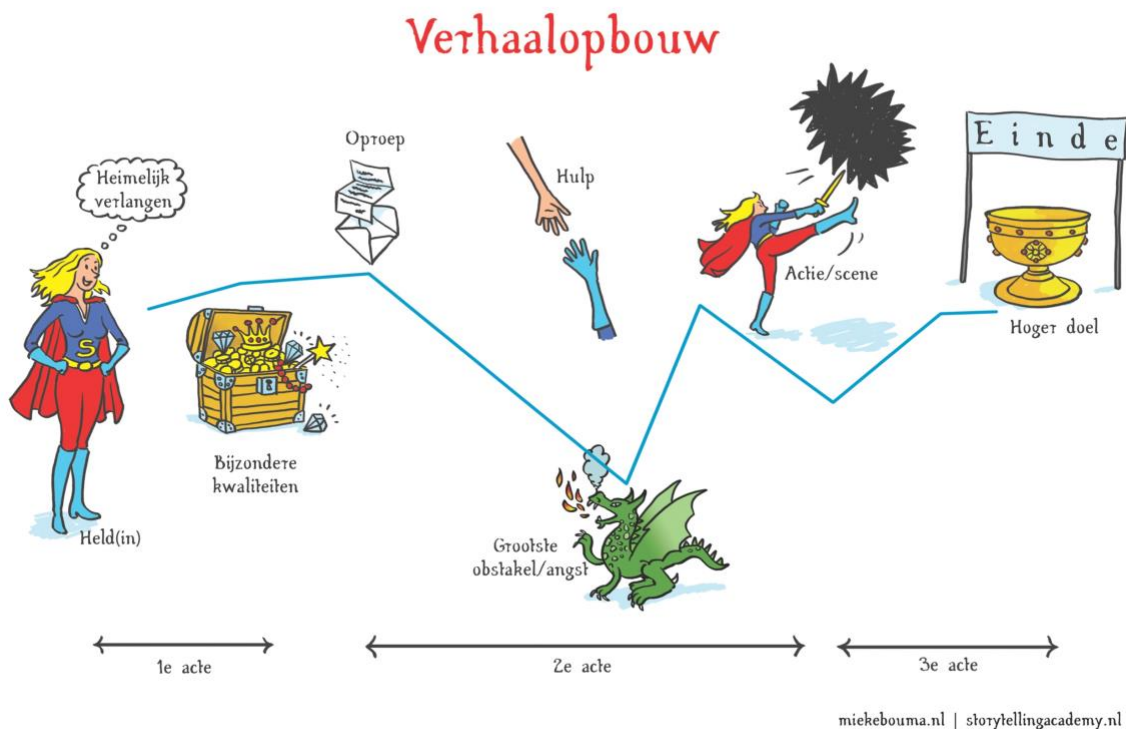 Verhaalopbouw
Heimelijk
verlangen
Oproep
Hulp
Einde
S
Actie/scene
Hoger doel
Bijzondere
kwaliteiten
Held(in)
Grootste
obstakel/angst
1e acte
2e acte
3e acte
miekebouma.nl | storytellingacademy.nl